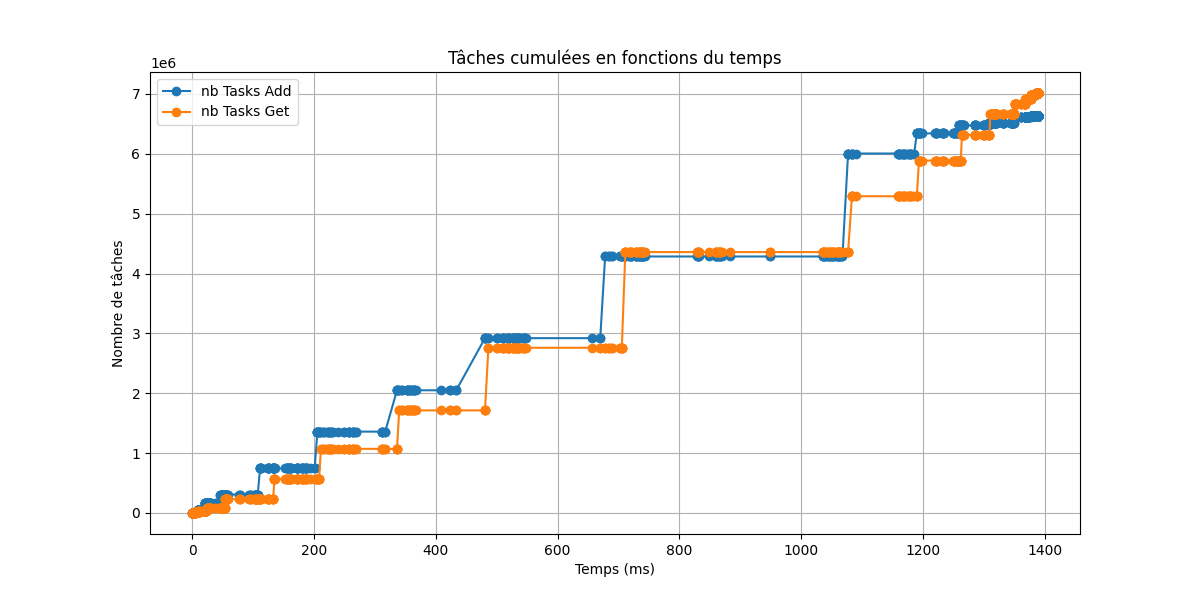 Tâches cumulées en fonctions du temps
1e6
nb Tasks Add
nb Tasks Get
Nombre de tâches
7
6
5
4
3
2
1
0
0 200 400 600 800 1000 1200 1400
Temps (ms)